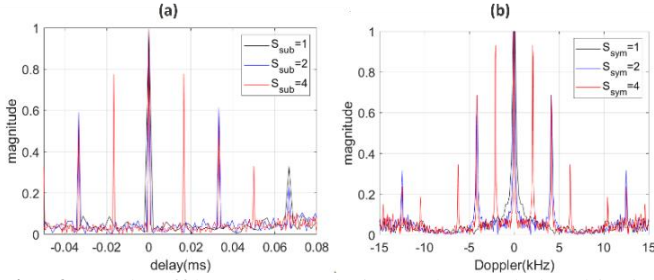 (a)
magnitude
1
0.8
0.6
0.4
0.2
0
-0.04
-0.02
0
0.02
0.04
0.06
0.08
delay(ms)
S_sub=1
S_sub=2
S_sub=4
(b)
magnitude
1
0.8
0.6
0.4
0.2
0
-15
-10
-5
0
5
10
15
Doppler(kHz)
S_sym=1
S_sym=2
S_sym=4